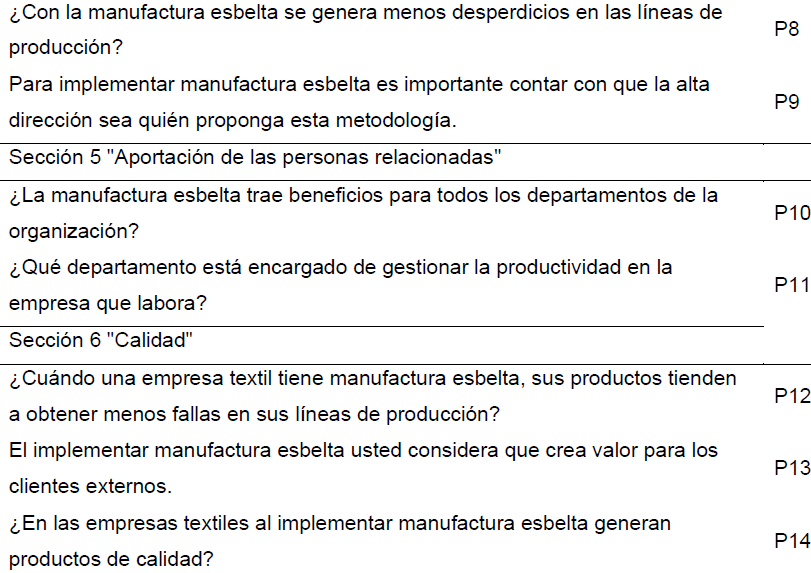 ¿Con la manufactura esbelta se genera menos desperdicios en las líneas de
producción?
P8
Para implementar manufactura esbelta es importante contar con que la alta
dirección sea quién proponga esta metodología.
P9
Sección 5 "Aportación de las personas relacionadas"
¿La manufactura esbelta trae beneficios para todos los departamentos de la
organización?
P10
¿Qué departamento está encargado de gestionar la productividad en la
empresa que labora?
P11
Sección 6 "Calidad"
¿Cuándo una empresa textil tiene manufactura esbelta, sus productos tienden
a obtener menos fallas en sus líneas de producción?
P12
El implementar manufactura esbelta usted considera que crea valor para los
clientes externos.
P13
¿En las empresas textiles al implementar manufactura esbelta generan
productos de calidad?
P14